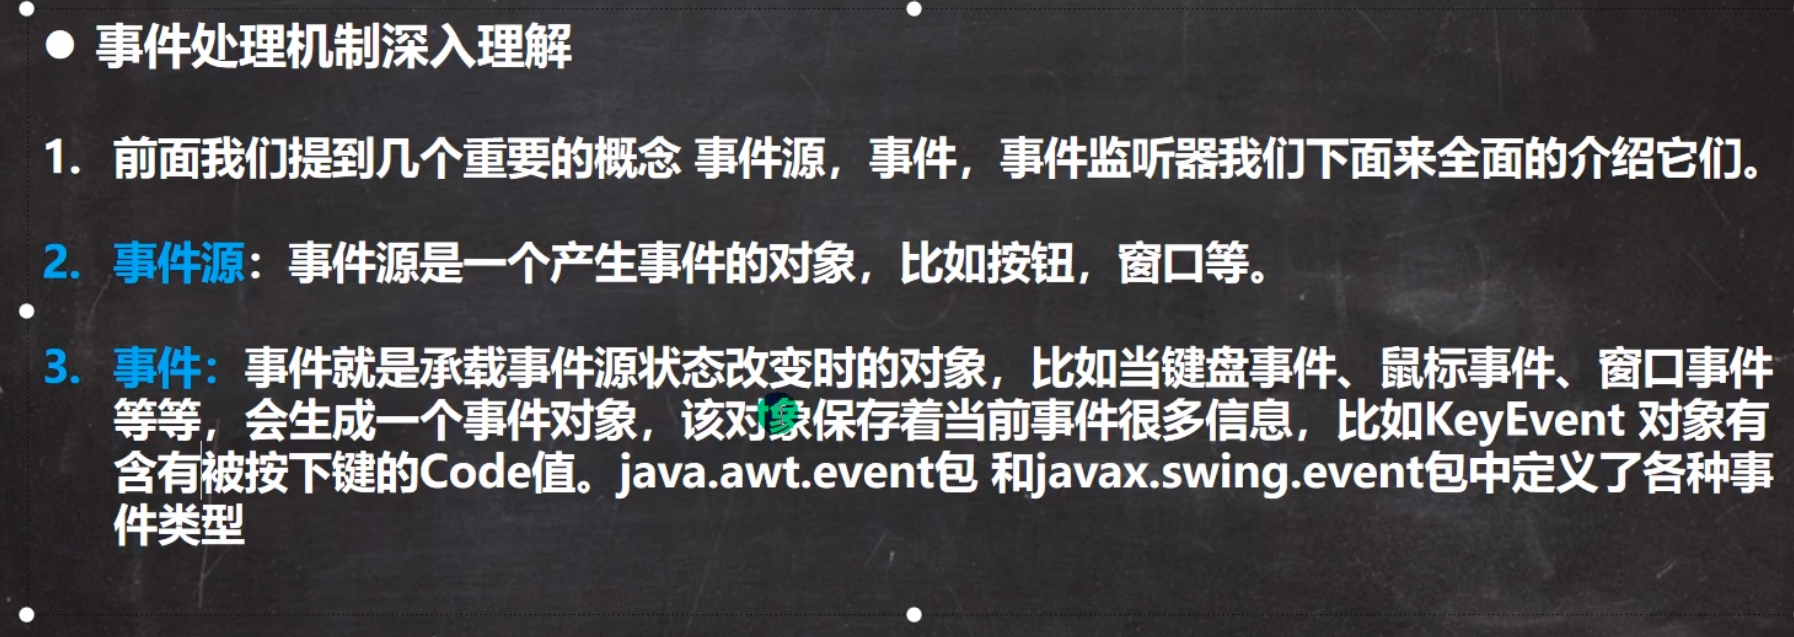 ● 事件处理机制深入理解
1. 前面我们提到几个重要的概念 事件源，事件，事件监听器我们下面来全面的介绍它们。
2. 事件源：事件源是一个产生事件的对象，比如按钮，窗口等。
3. 事件：事件就是承载事件源状态改变时的对象，比如当键盘事件、鼠标事件、窗口事件
等等，会生成一个事件对象，该对象保存着当前事件很多信息，比如KeyEvent 对象有
含有被按下键的Code值。java.awt.event包 和javax.swing.event包中定义了各种事
件类型